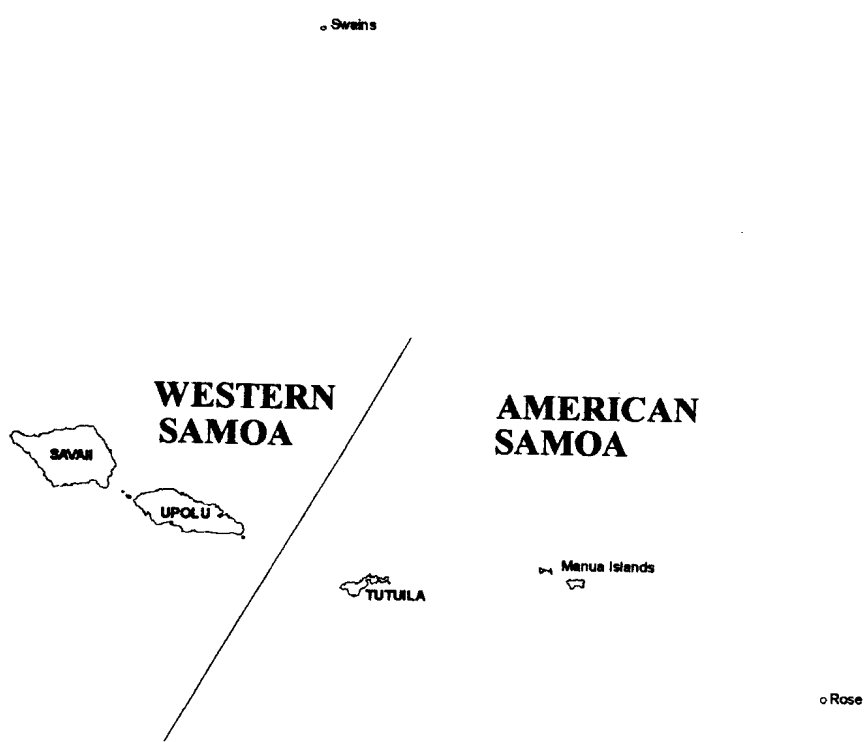 Swains
WESTERN
SAMOA
AMERICAN
SAMOA
SAVAII
UPOLU
TUTUILA
Manua Islands
Rose